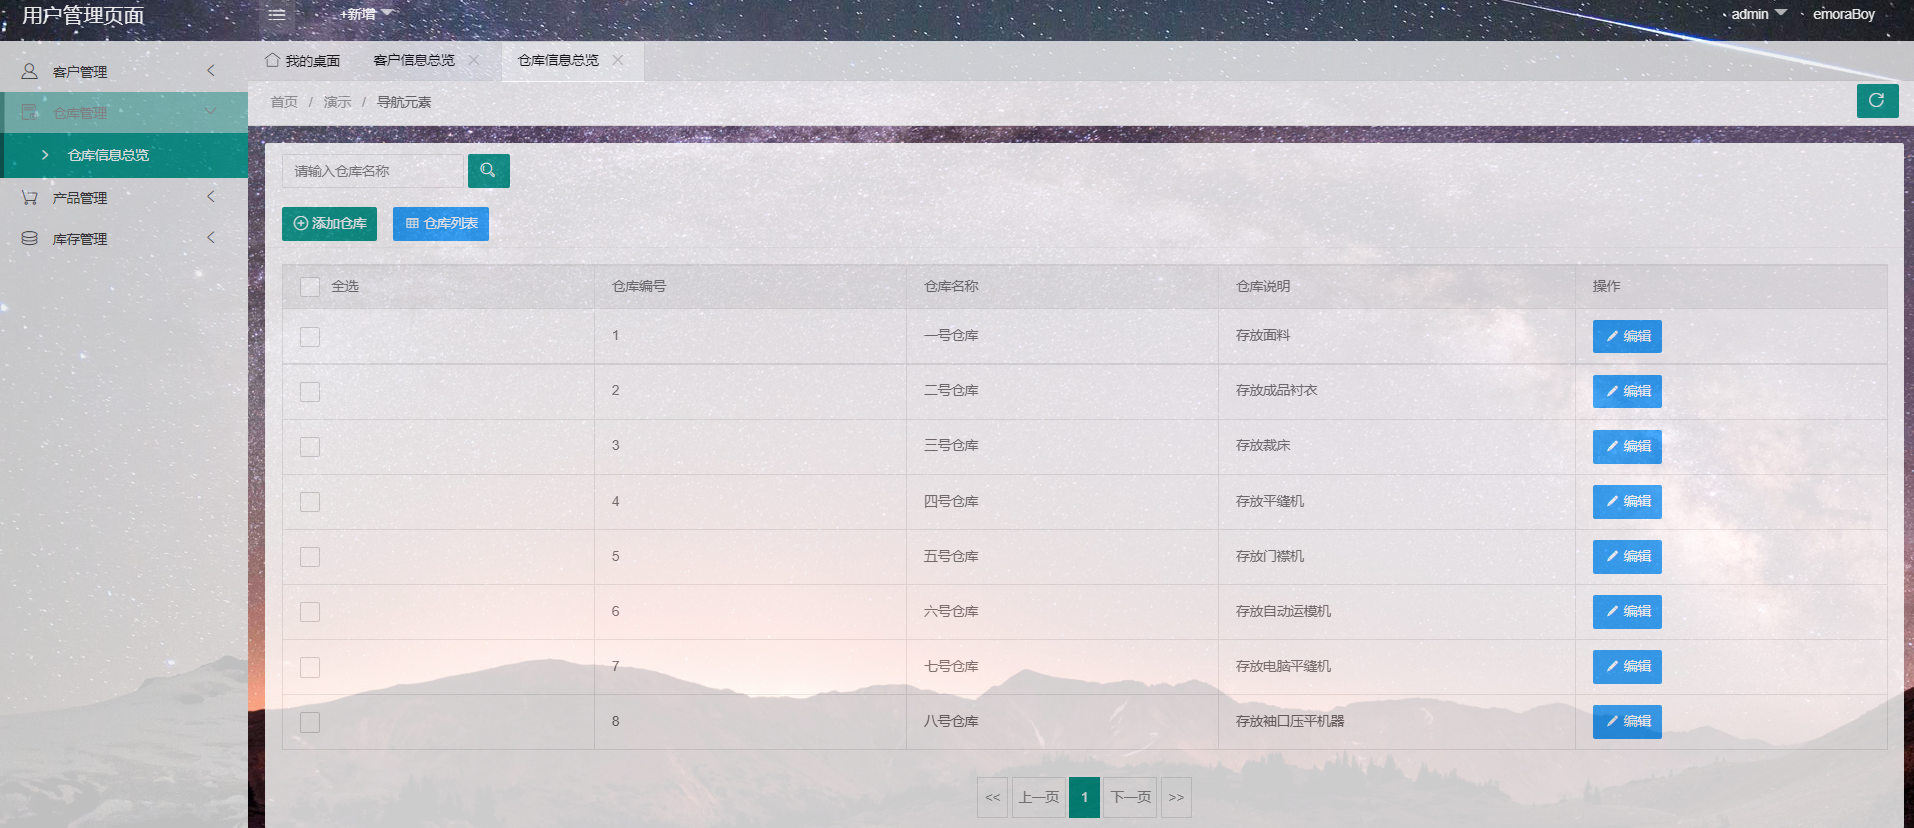 用户管理页面
+新增
admin
emoraBoy
客户管理
仓库管理
仓库信息总览
产品管理
库存管理
我的桌面
客户信息总览
仓库信息总览
首页 / 演示 / 导航元素
请输入仓库名称
添加仓库
仓库列表
全选 仓库编号 仓库名称 仓库说明 操作
1 一号仓库 存放面料 编辑
2 二号仓库 存放成品衬衣 编辑
3 三号仓库 存放裁床 编辑
4 四号仓库 存放平缝机 编辑
5 五号仓库 存放门襟机 编辑
6 六号仓库 存放自动运模机 编辑
7 七号仓库 存放电脑平缝机 编辑
8 八号仓库 存放袖口压平机器 编辑
<< 上一页 1 下一页 >>